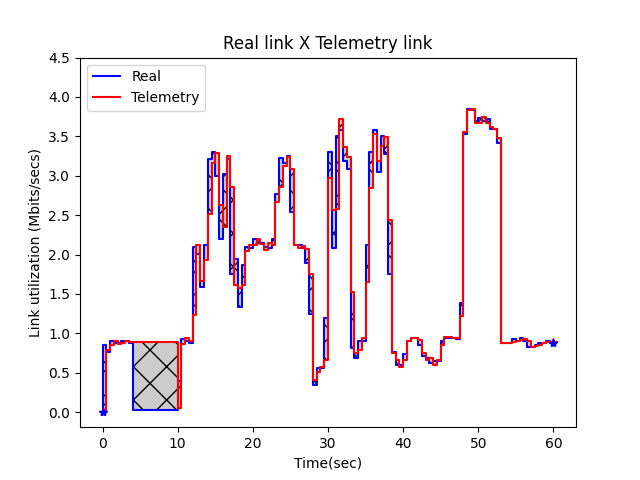 Real link X Telemetry link
Real
Telemetry
Link utilization (Mbits/secs)
4.5
4.0
3.5
3.0
2.5
2.0
1.5
1.0
0.5
0.0
0 10 20 30 40 50 60
Time(sec)